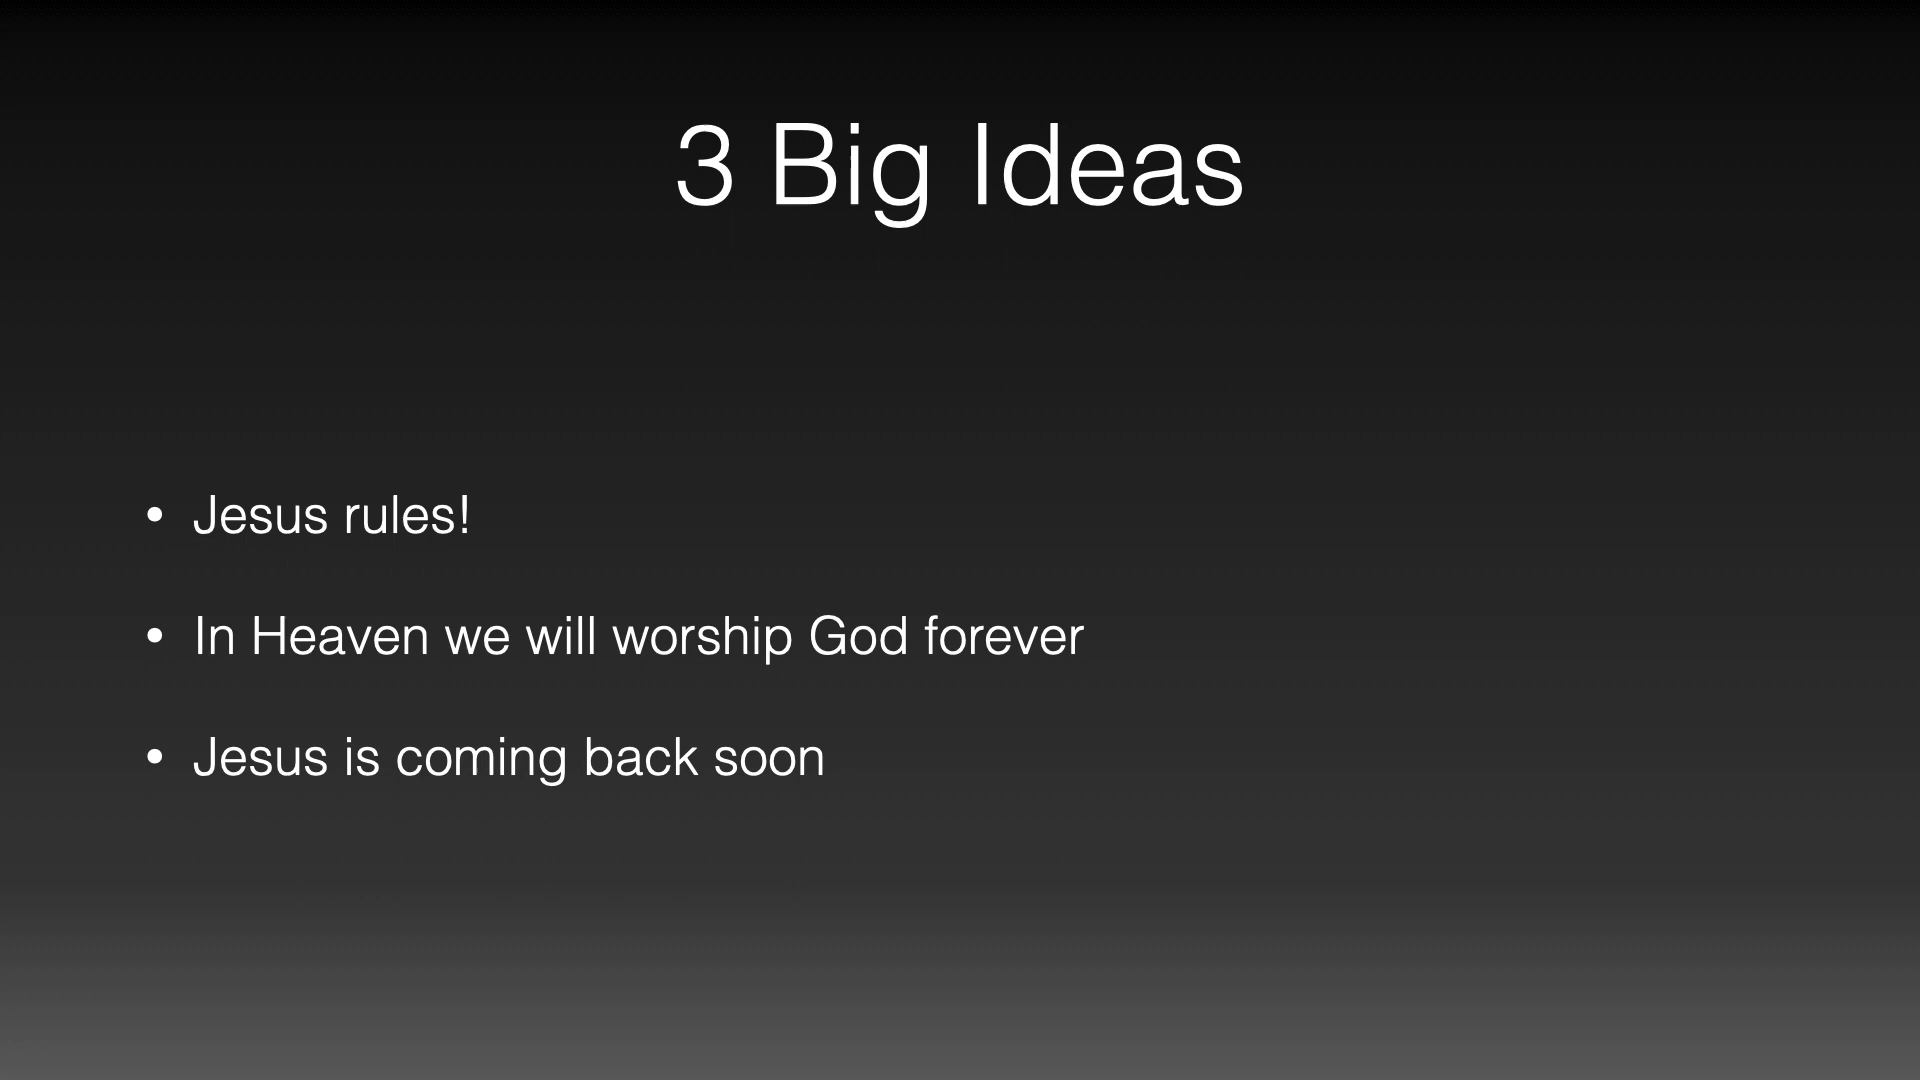 3 Big Ideas
• Jesus rules!
• In Heaven we will worship God forever
• Jesus is coming back soon